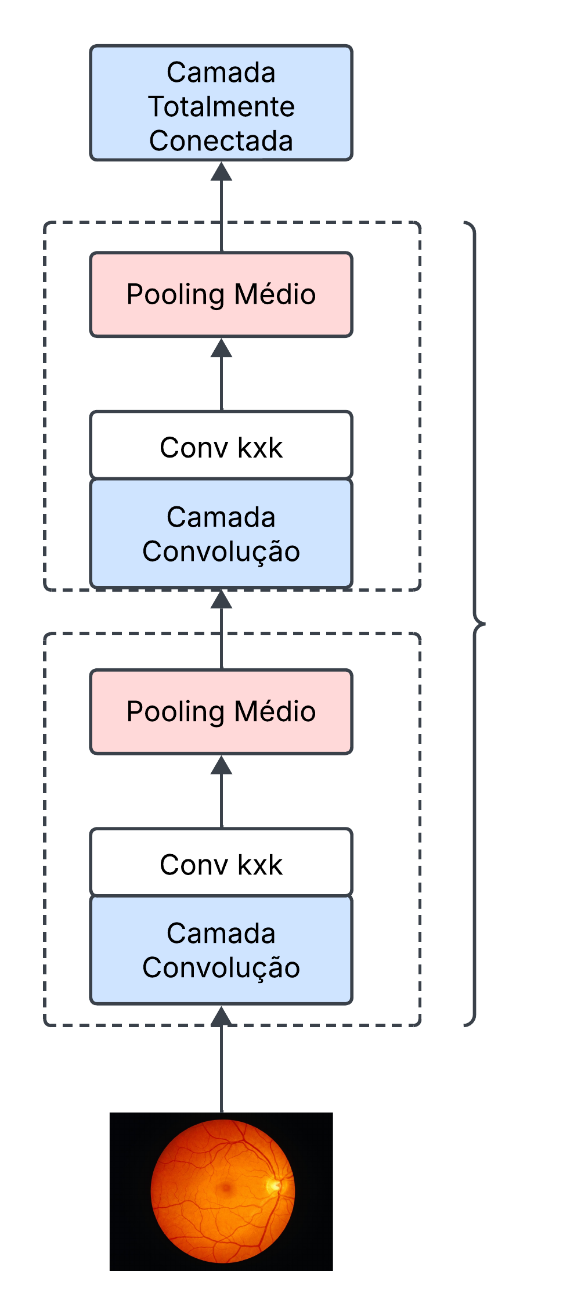 Camada
Totalmente
Conectada
Pooling Médio
Conv kxk
Camada
Convolução
Pooling Médio
Conv kxk
Camada
Convolução